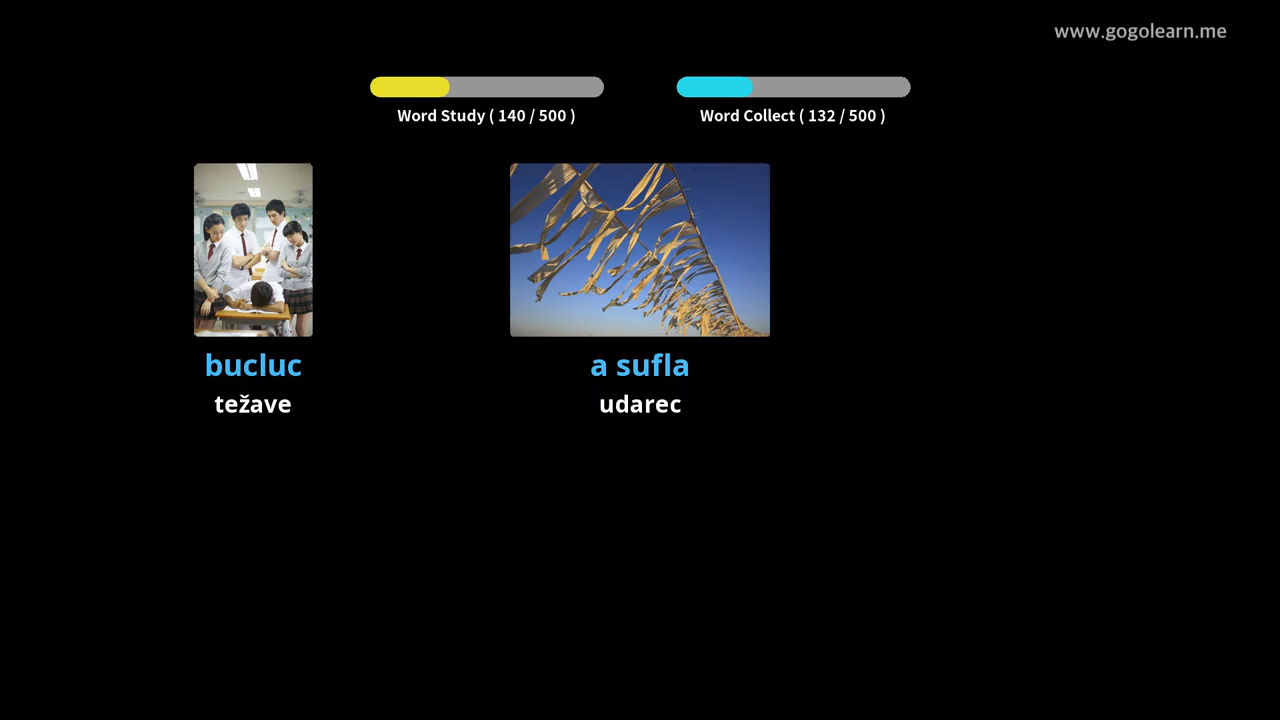 www.gogolearn.me
Word Study ( 140 / 500 )
Word Collect ( 132 / 500 )
bucluc
a sufla
težave
udarec